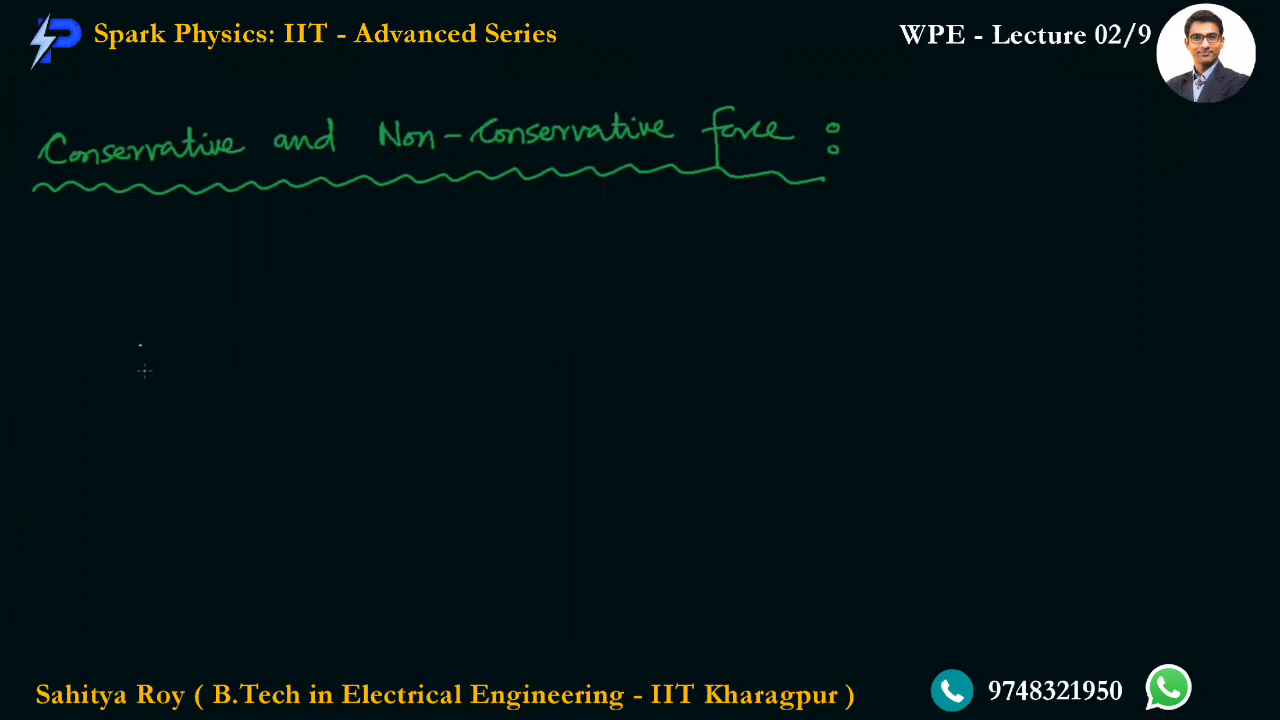 Spark Physics: IIT - Advanced Series
WPE - Lecture 02/9
Conservative and Non-Conservative force :
Sahitya Roy ( B.Tech in Electrical Engineering - IIT Kharagpur )
9748321950